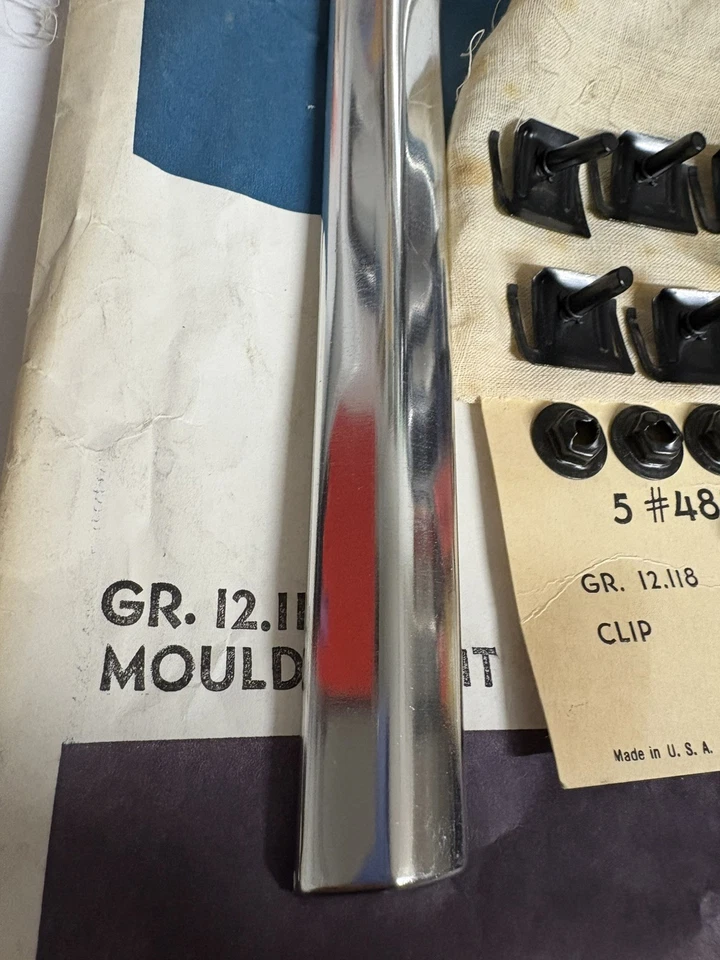 GR. 12.11
MOULD
5 #48
GR. 12.118
CLIP
Made in U. S. A.